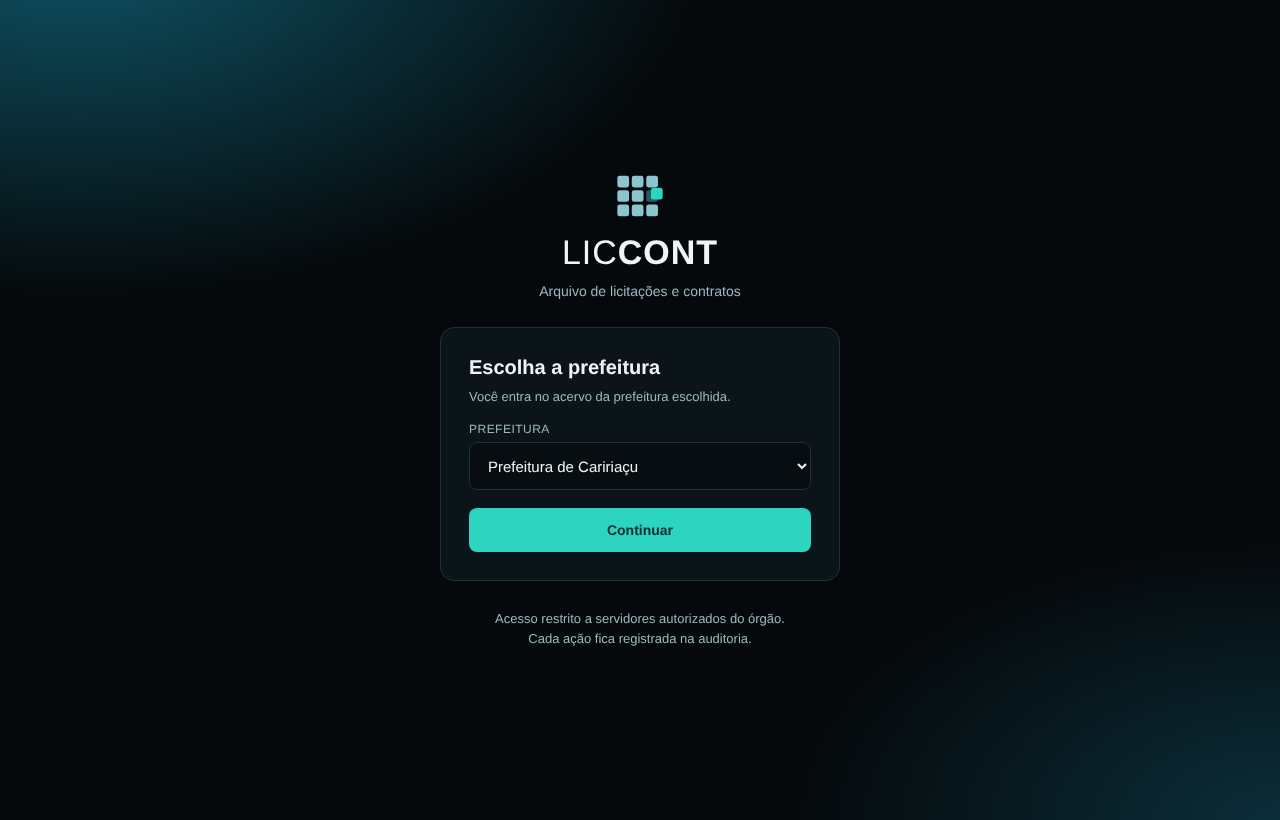 LICCONT
Arquivo de licitações e contratos
Escolha a prefeitura
Você entra no acervo da prefeitura escolhida.
PREFEITURA
Prefeitura de Caririaçu
Continuar
Acesso restrito a servidores autorizados do órgão.
Cada ação fica registrada na auditoria.